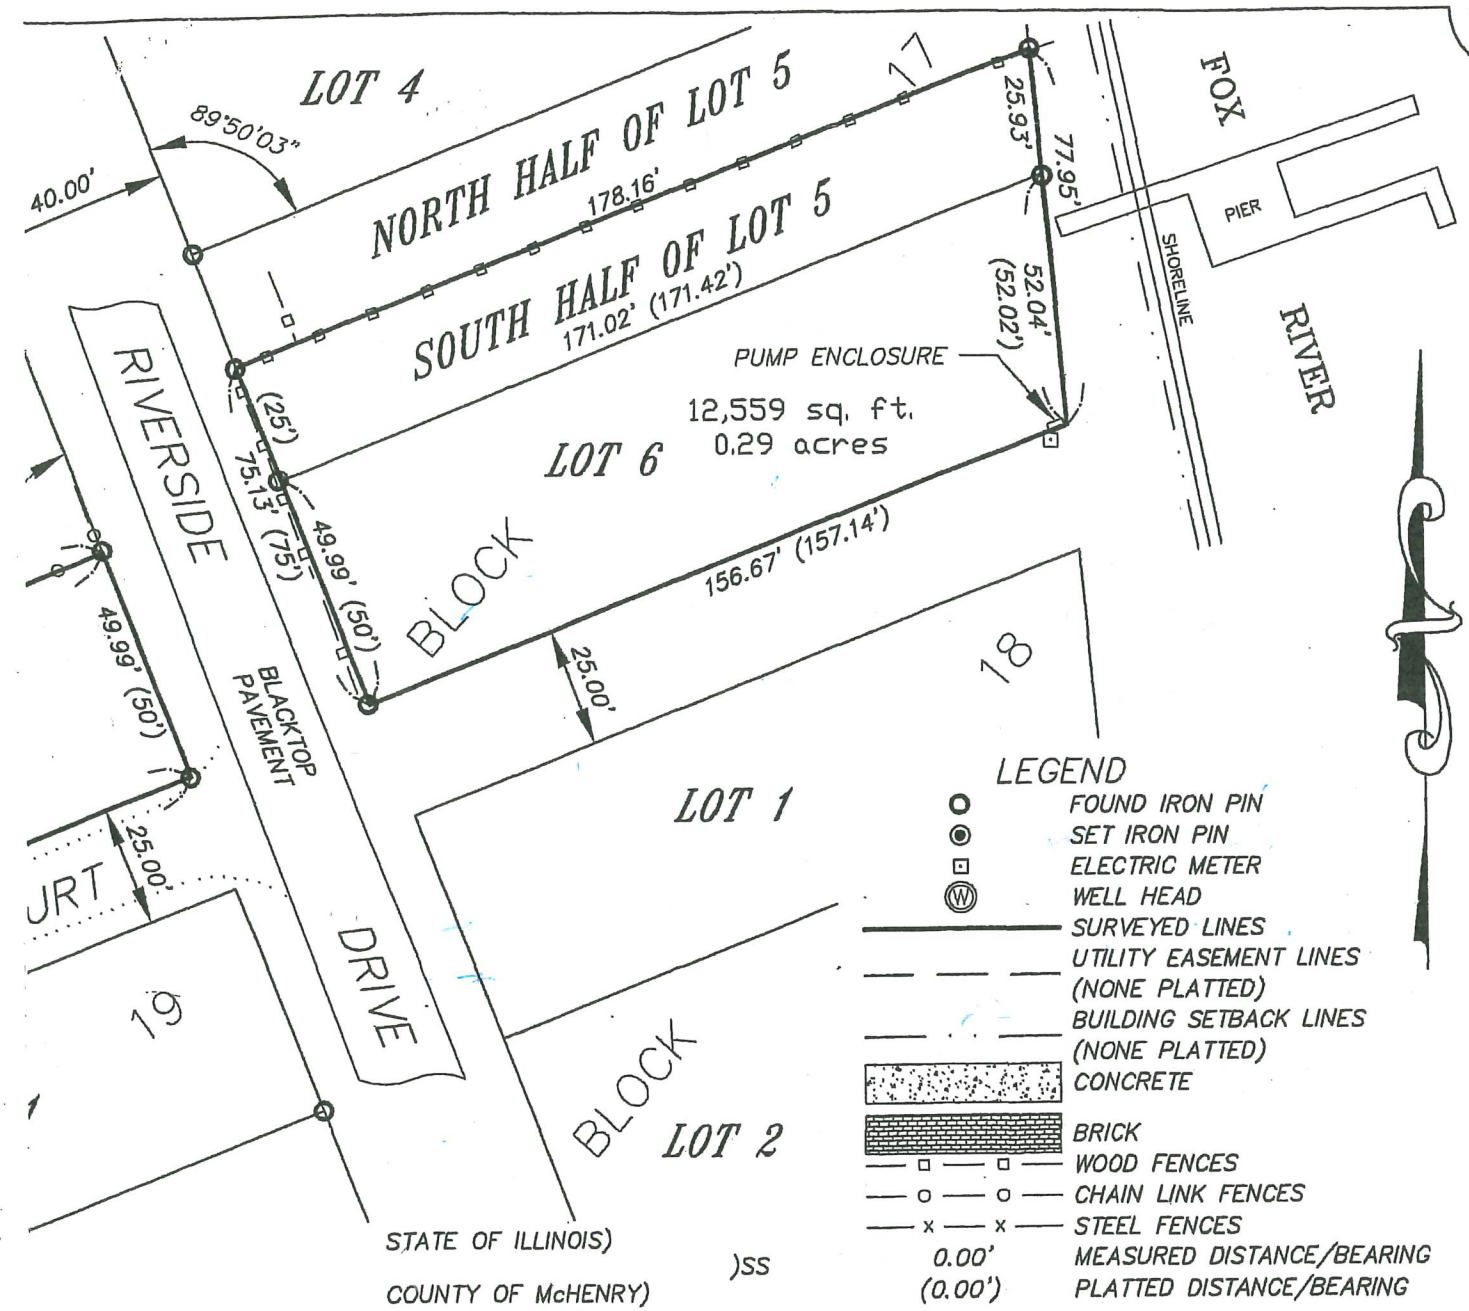 LOT 4
89°50'03"
40.00'
NORTH HALF OF LOT 5
17
178.16'
25.93'
77.95'
FOX
RIVER
PIER
SHORELINE
SOUTH HALF OF LOT 5
171.02' (171.42')
52.04'
(52.02')
PUMP ENCLOSURE
12,559 sq. ft.
0.29 acres
LOT 6
(25')
75.13' (75')
49.99' (50')
BLOCK
156.67' (157.14')
RIVERSIDE
DRIVE
BLACKTOP
PAVEMENT
49.99' (50')
25.00'
18
25.00'
URT
LOT 1
19
1
BLOCK
LOT 2
LEGEND
FOUND IRON PIN
SET IRON PIN
ELECTRIC METER
W WELL HEAD
SURVEYED LINES
UTILITY EASEMENT LINES
(NONE PLATTED)
BUILDING SETBACK LINES
(NONE PLATTED)
CONCRETE
BRICK
WOOD FENCES
CHAIN LINK FENCES
x x STEEL FENCES
0.00' MEASURED DISTANCE/BEARING
(0.00') PLATTED DISTANCE/BEARING
STATE OF ILLINOIS)
)SS
COUNTY OF McHENRY)